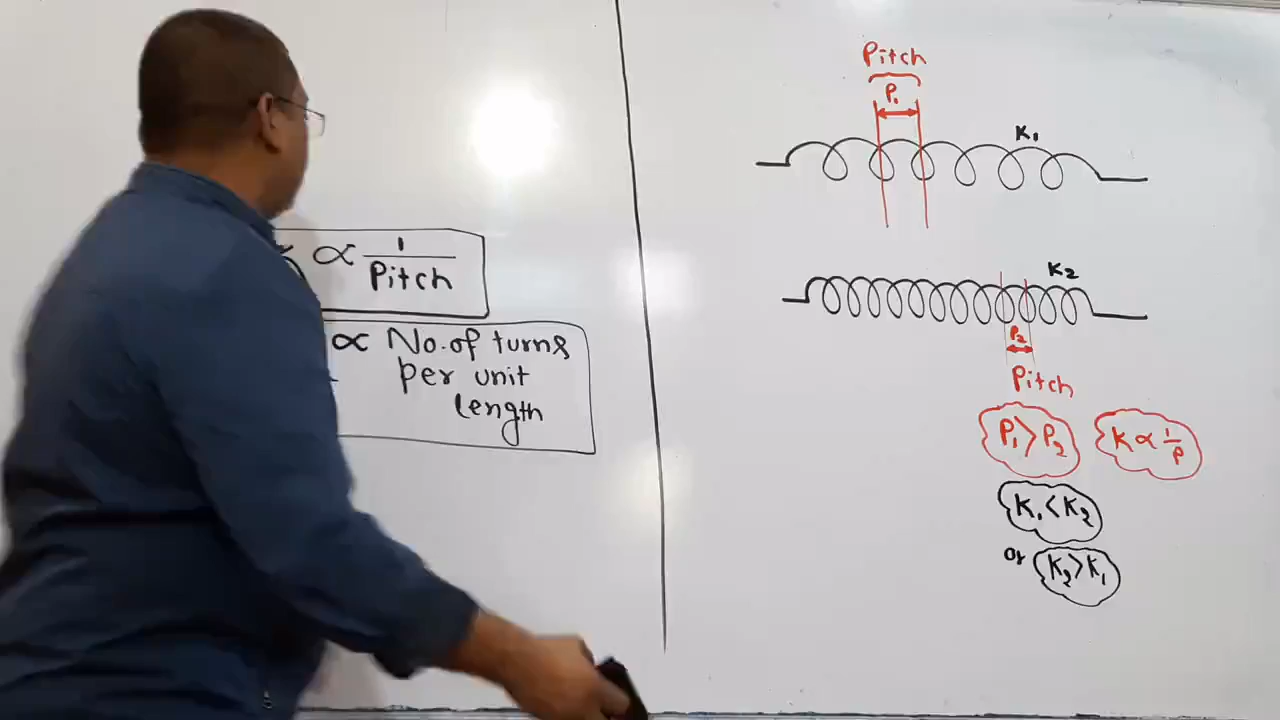 ∝ 1/Pitch
∝ No. of turns
per unit
length
Pitch
P₁
K₁
K₂
P₂
Pitch
P₁ > P₂
K ∝ 1/P
K₁ < K₂
Or K₂ > K₁